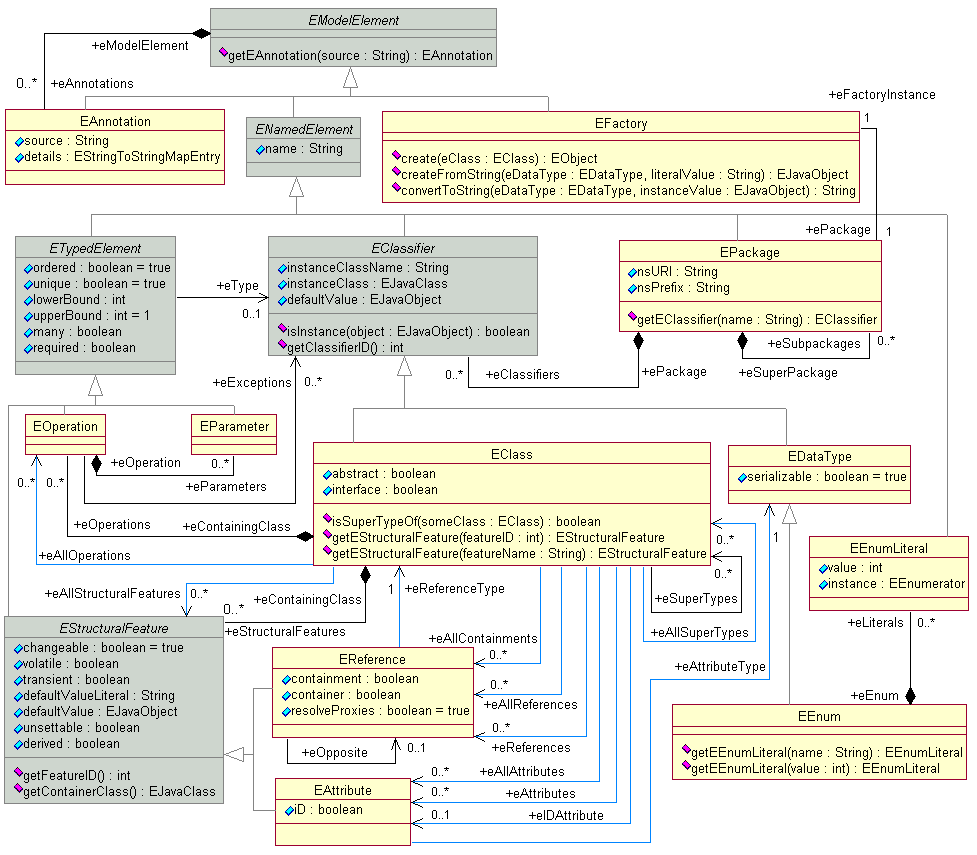 EModelElement
getEAnnotation(source : String) : EAnnotation
+eModelElement
0..*
+eAnnotations
EAnnotation
source : String
details : EStringToStringMapEntry
ENamedElement
name : String
+eFactoryInstance
1
EFactory
create(eClass : EClass) : EObject
createFromString(eDataType : EDataType, literalValue : String) : EJavaObject
convertToString(eDataType : EDataType, instanceValue : EJavaObject) : String
+ePackage
1
ETypedElement
ordered : boolean = true
unique : boolean = true
lowerBound : int
upperBound : int = 1
many : boolean
required : boolean
+eType
0..1
EClassifier
instanceClassName : String
instanceClass : EJavaClass
defaultValue : EJavaObject
isInstance(object : EJavaObject) : boolean
getClassifierID() : int
EPackage
nsURI : String
nsPrefix : String
getEClassifier(name : String) : EClassifier
+eSubpackages
0..*
+eSuperPackage
+ePackage
+eClassifiers
0..*
+eExceptions
0..*
EOperation
EParameter
+eOperation
0..*
+eParameters
0..*
0..*
+eOperations
+eContainingClass
+eAllOperations
EClass
abstract : boolean
interface : boolean
isSuperTypeOf(someClass : EClass) : boolean
getEStructuralFeature(featureID : int) : EStructuralFeature
getEStructuralFeature(featureName : String) : EStructuralFeature
EDataType
serializable : boolean = true
0..*
1
0..*
+eSuperTypes
+eAllSuperTypes
EEnumLiteral
value : int
instance : EEnumerator
+eLiterals
0..*
+eEnum
EEnum
getEEnumLiteral(name : String) : EEnumLiteral
getEEnumLiteral(value : int) : EEnumLiteral
+eAllStructuralFeatures
0..*
+eContainingClass
0..*
+eStructuralFeatures
1
+eReferenceType
EStructuralFeature
changeable : boolean = true
volatile : boolean
transient : boolean
defaultValueLiteral : String
defaultValue : EJavaObject
unsettable : boolean
derived : boolean
getFeatureID() : int
getContainerClass() : EJavaClass
EReference
containment : boolean
container : boolean
resolveProxies : boolean = true
+eAllContainments
0..*
0..*
+eAllReferences
0..*
+eReferences
+eAttributeType
+eOpposite
0..1
+eAllAttributes
0..*
+eAttributes
0..*
0..1
+eIDAttribute
EAttribute
iD : boolean